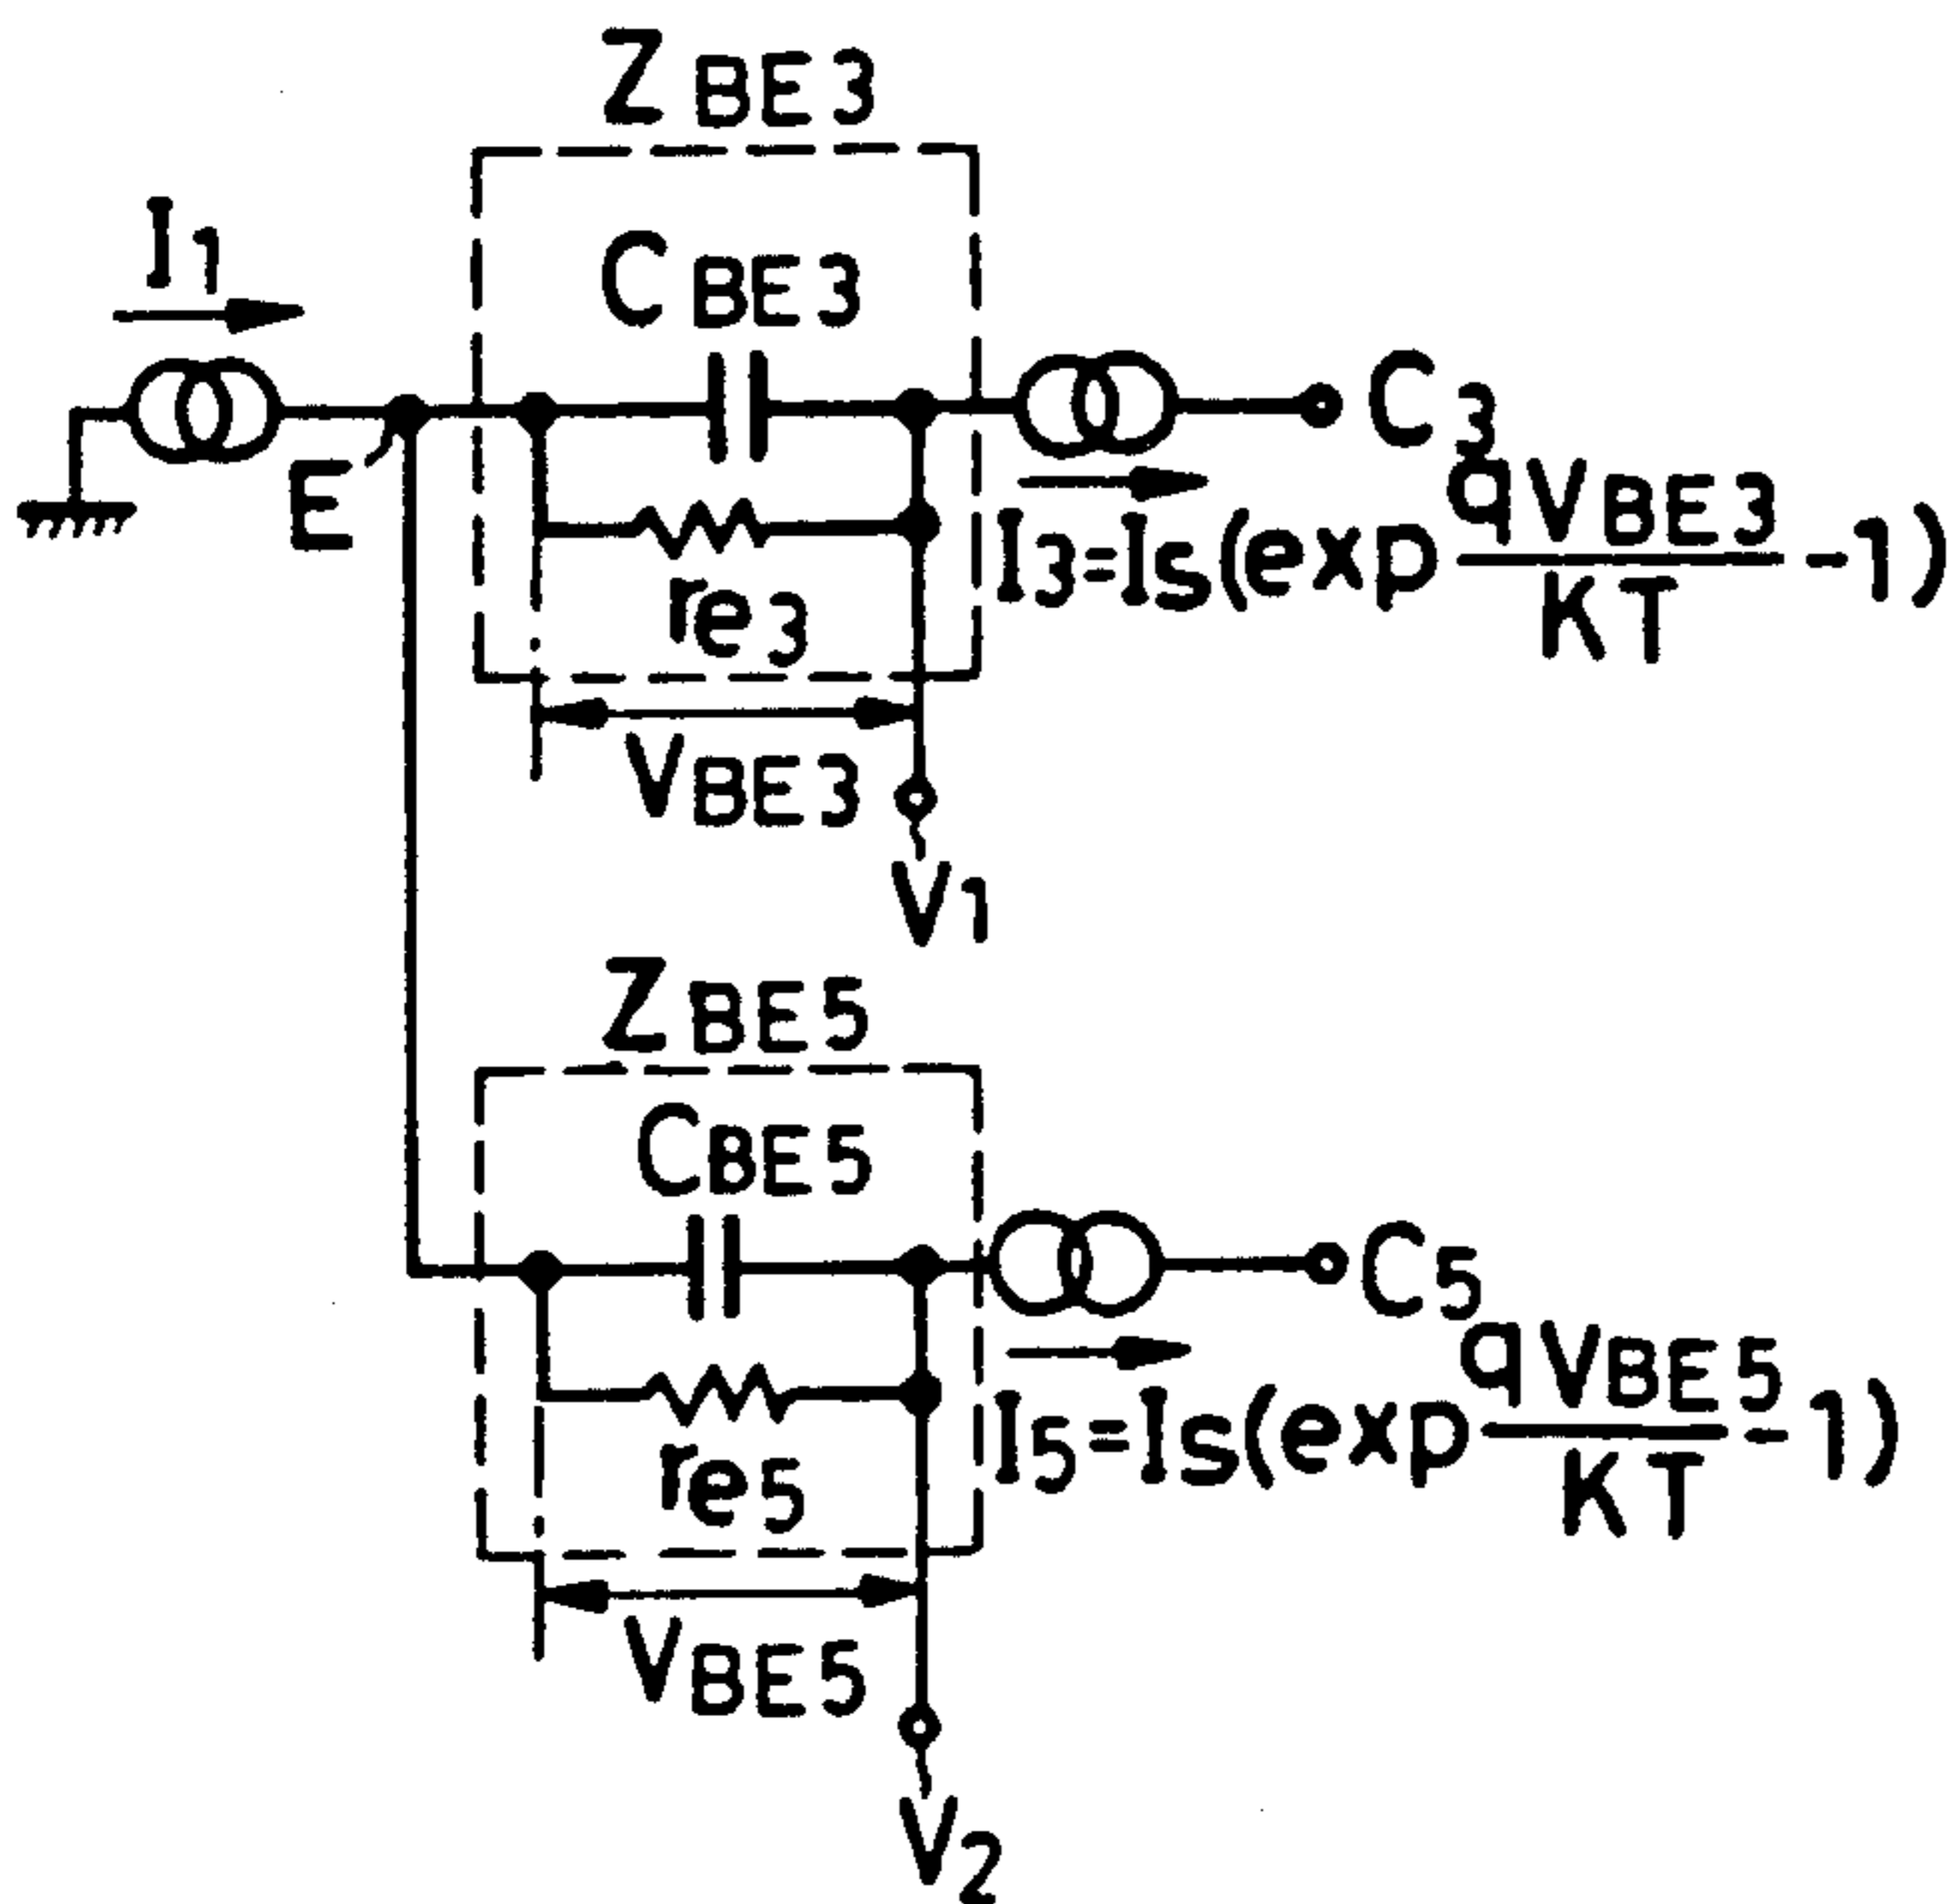 ZBE3
I1
CBE3
C3
E
I3=Is(exp qVBE3/KT -1)
re3
VBE3
V1
ZBE5
CBE5
C5
I5=Is(exp qVBE5/KT -1)
re5
VBE5
V2